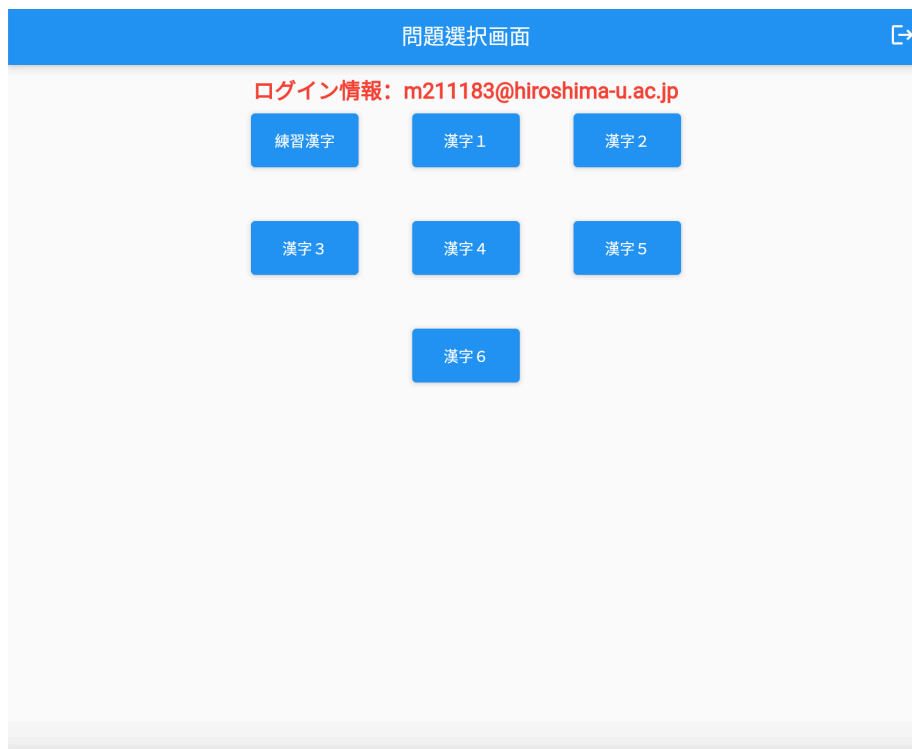 問題選択画面
ログイン情報：m211183@hiroshima-u.ac.jp
練習漢字 漢字１ 漢字２
漢字３ 漢字４ 漢字５
漢字６